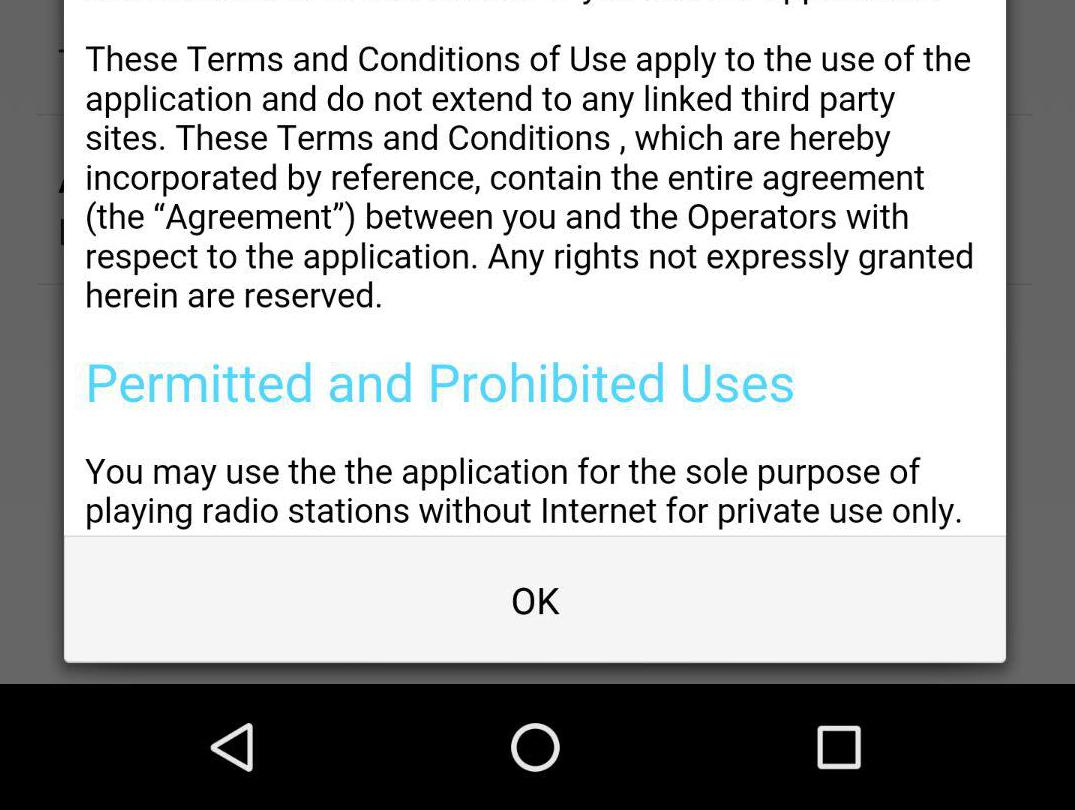 These Terms and Conditions of Use apply to the use of the
application and do not extend to any linked third party
sites. These Terms and Conditions , which are hereby
incorporated by reference, contain the entire agreement
(the “Agreement”) between you and the Operators with
respect to the application. Any rights not expressly granted
herein are reserved.
Permitted and Prohibited Uses
You may use the the application for the sole purpose of
playing radio stations without Internet for private use only.
OK